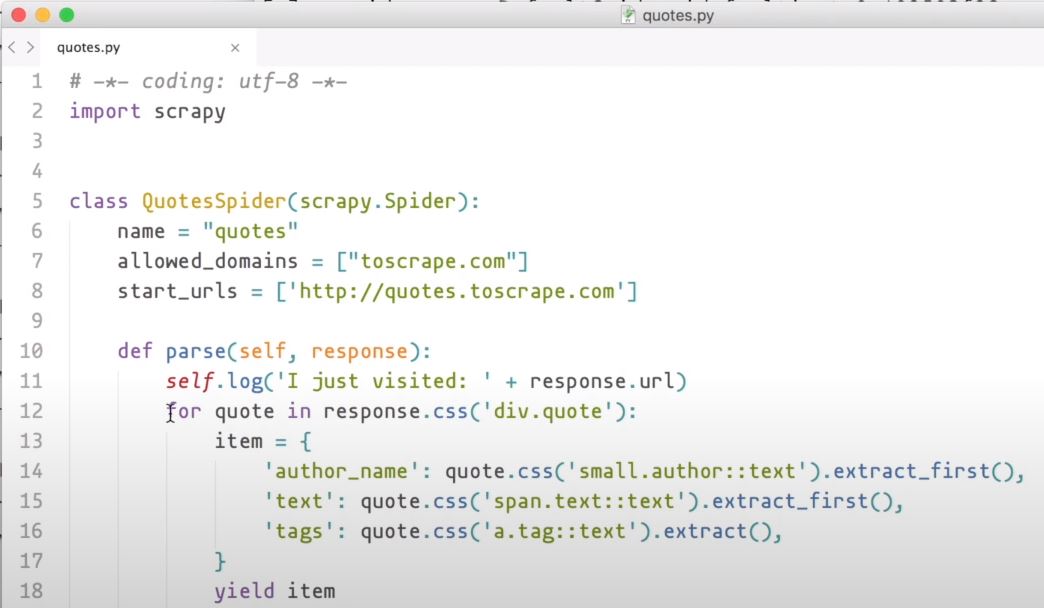 quotes.py
quotes.py ×
1 # -*- coding: utf-8 -*-
2 import scrapy
3
4
5 class QuotesSpider(scrapy.Spider):
6     name = "quotes"
7     allowed_domains = ["toscrape.com"]
8     start_urls = ['http://quotes.toscrape.com']
9
10     def parse(self, response):
11         self.log('I just visited: ' + response.url)
12         for quote in response.css('div.quote'):
13             item = {
14                 'author_name': quote.css('small.author::text').extract_first(),
15                 'text': quote.css('span.text::text').extract_first(),
16                 'tags': quote.css('a.tag::text').extract(),
17             }
18             yield item